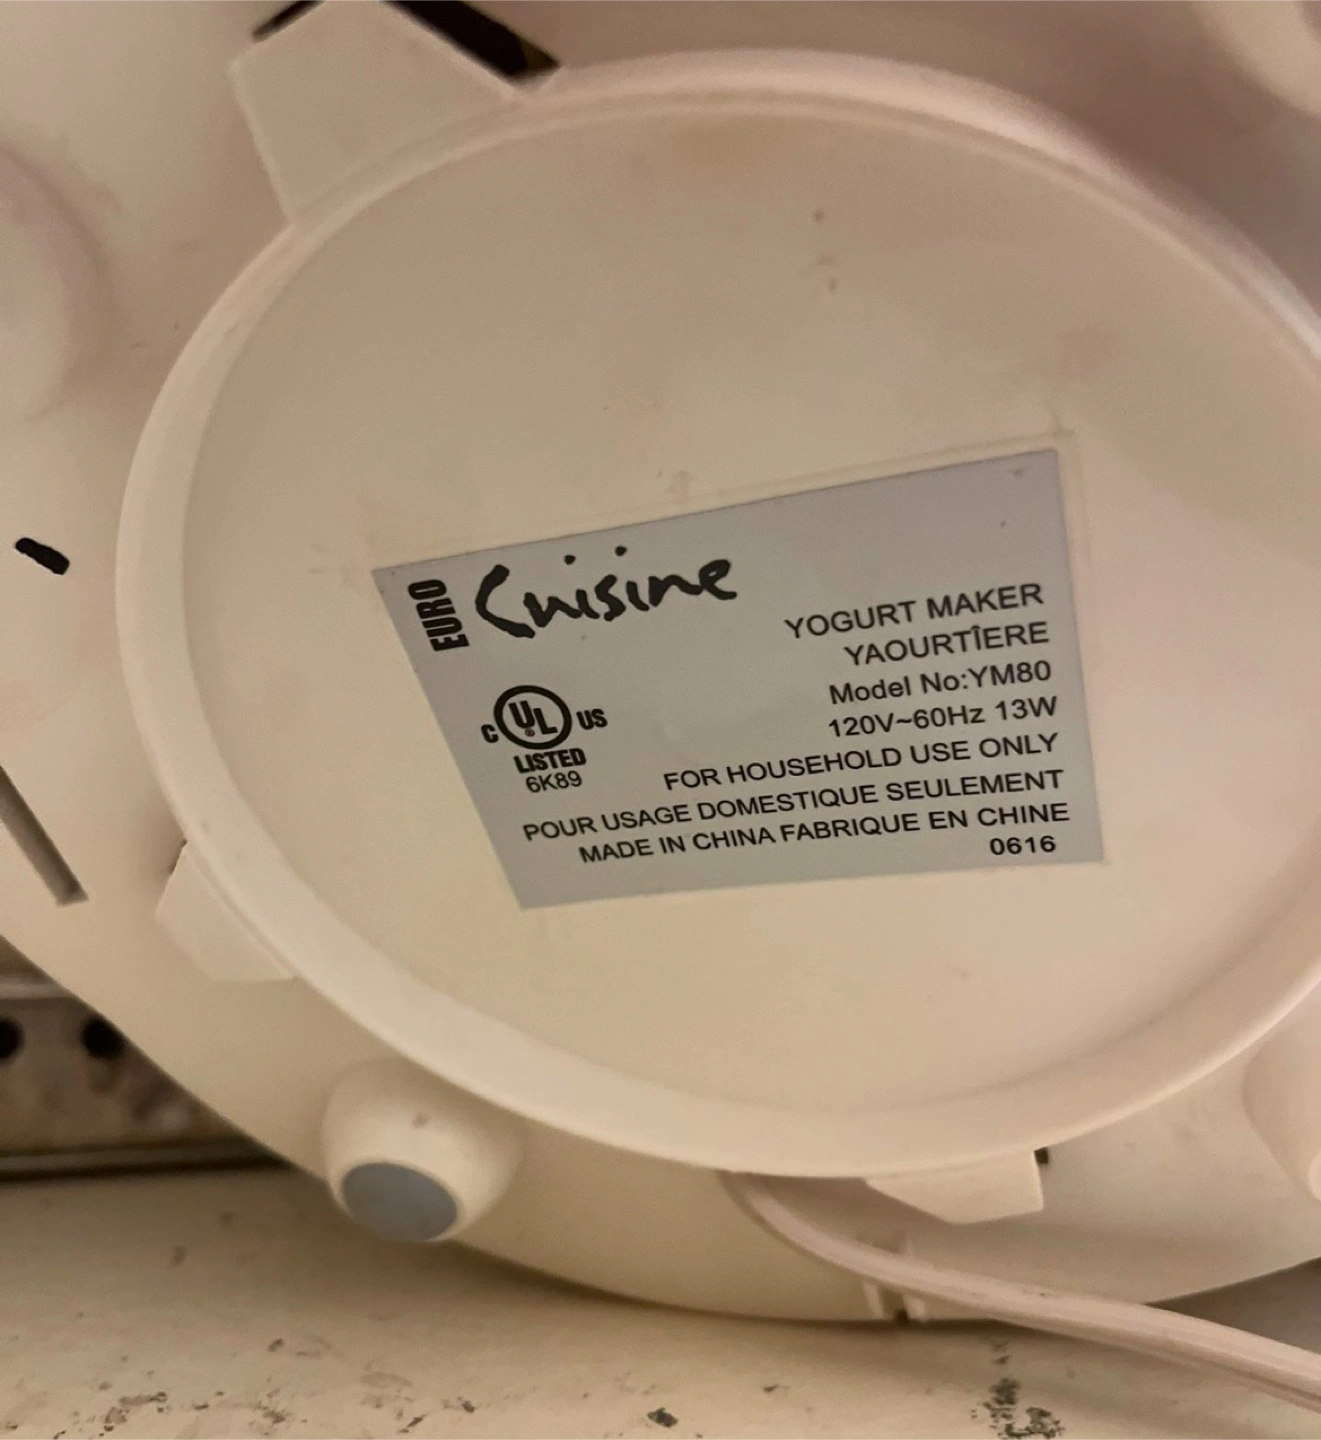 EURO Cuisine
YOGURT MAKER
YAOURTÎERE
Model No:YM80
120V~60Hz 13W
C UL® US
LISTED
6K89
FOR HOUSEHOLD USE ONLY
POUR USAGE DOMESTIQUE SEULEMENT
MADE IN CHINA FABRIQUE EN CHINE
0616